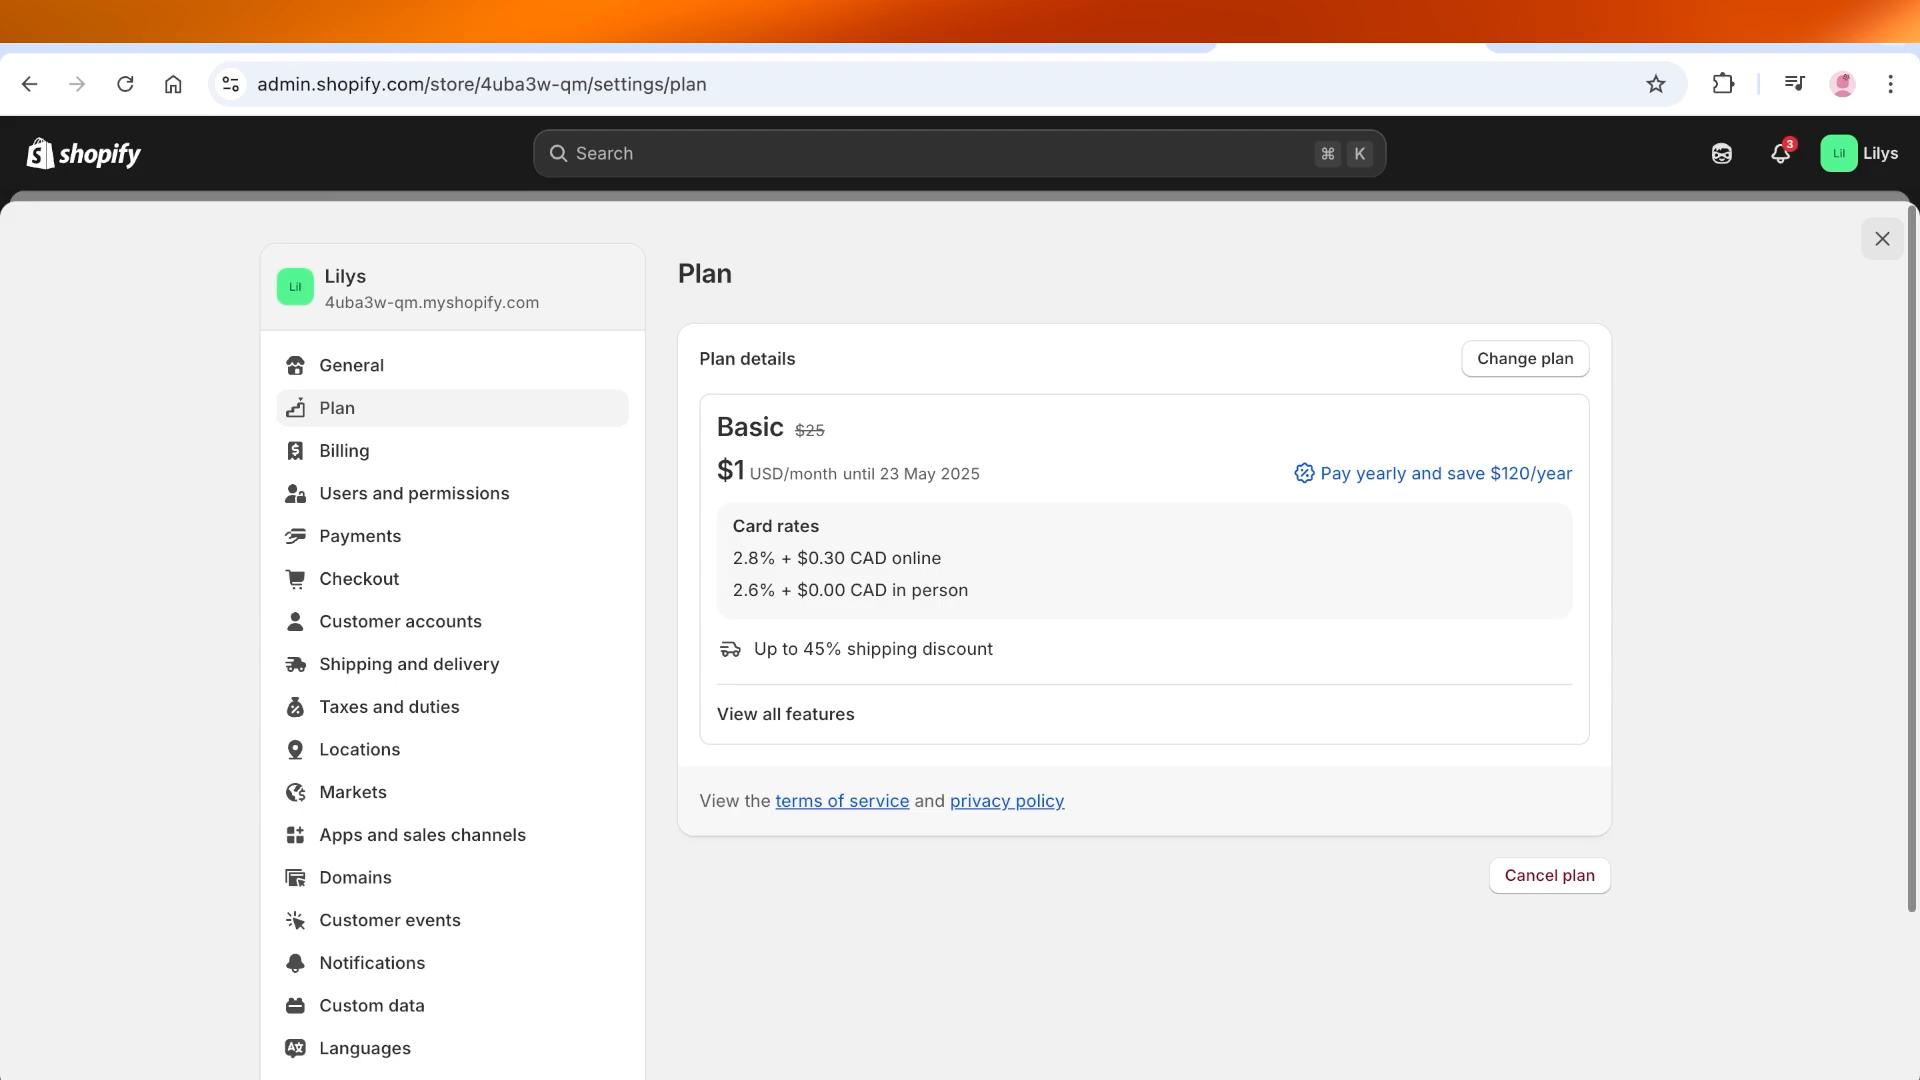 admin.shopify.com/store/4uba3w-qm/settings/plan
shopify
Search
⌘ K
3
Lil
Lilys
Lil
Lilys
4uba3w-qm.myshopify.com
General
Plan
Billing
Users and permissions
Payments
Checkout
Customer accounts
Shipping and delivery
Taxes and duties
Locations
Markets
Apps and sales channels
Domains
Customer events
Notifications
Custom data
Languages
Plan
Plan details
Change plan
Basic $25
$1 USD/month until 23 May 2025
Pay yearly and save $120/year
Card rates
2.8% + $0.30 CAD online
2.6% + $0.00 CAD in person
Up to 45% shipping discount
View all features
View the terms of service and privacy policy
Cancel plan